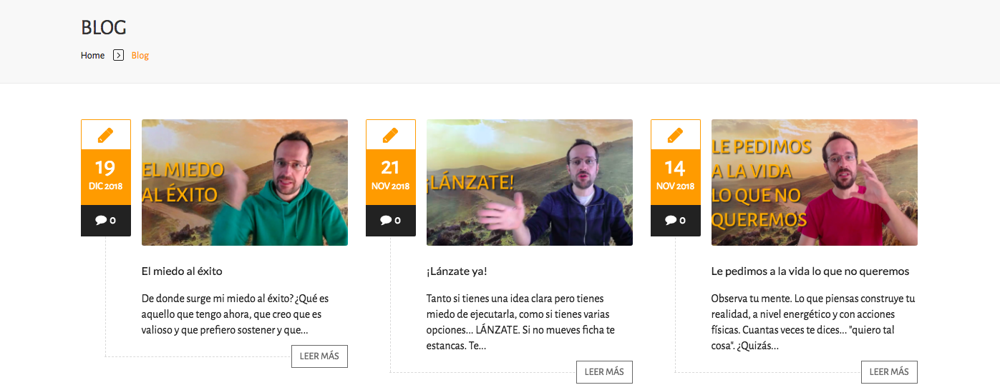 BLOG
Home
Blog
19
DIC 2018
0
EL MIEDO
AL ÉXITO
El miedo al éxito
De donde surge mi miedo al éxito? ¿Qué es
aquello que tengo ahora, que creo que es
valioso y que prefiero sostener y que...
LEER MÁS
21
NOV 2018
0
¡LÁNZATE!
¡Lánzate ya!
Tanto si tienes una idea clara pero tienes
miedo de ejecutarla, como si tienes varias
opciones... LÁNZATE. Si no mueves ficha te
estancas. Te...
LEER MÁS
14
NOV 2018
0
LE PEDIMOS
A LA VIDA
LO QUE NO
QUEREMOS
Le pedimos a la vida lo que no queremos
Observa tu mente. Lo que piensas construye tu
realidad, a nivel energético y con acciones
físicas. Cuantas veces te dices... "quiero tal
cosa". ¿Quizás...
LEER MÁS